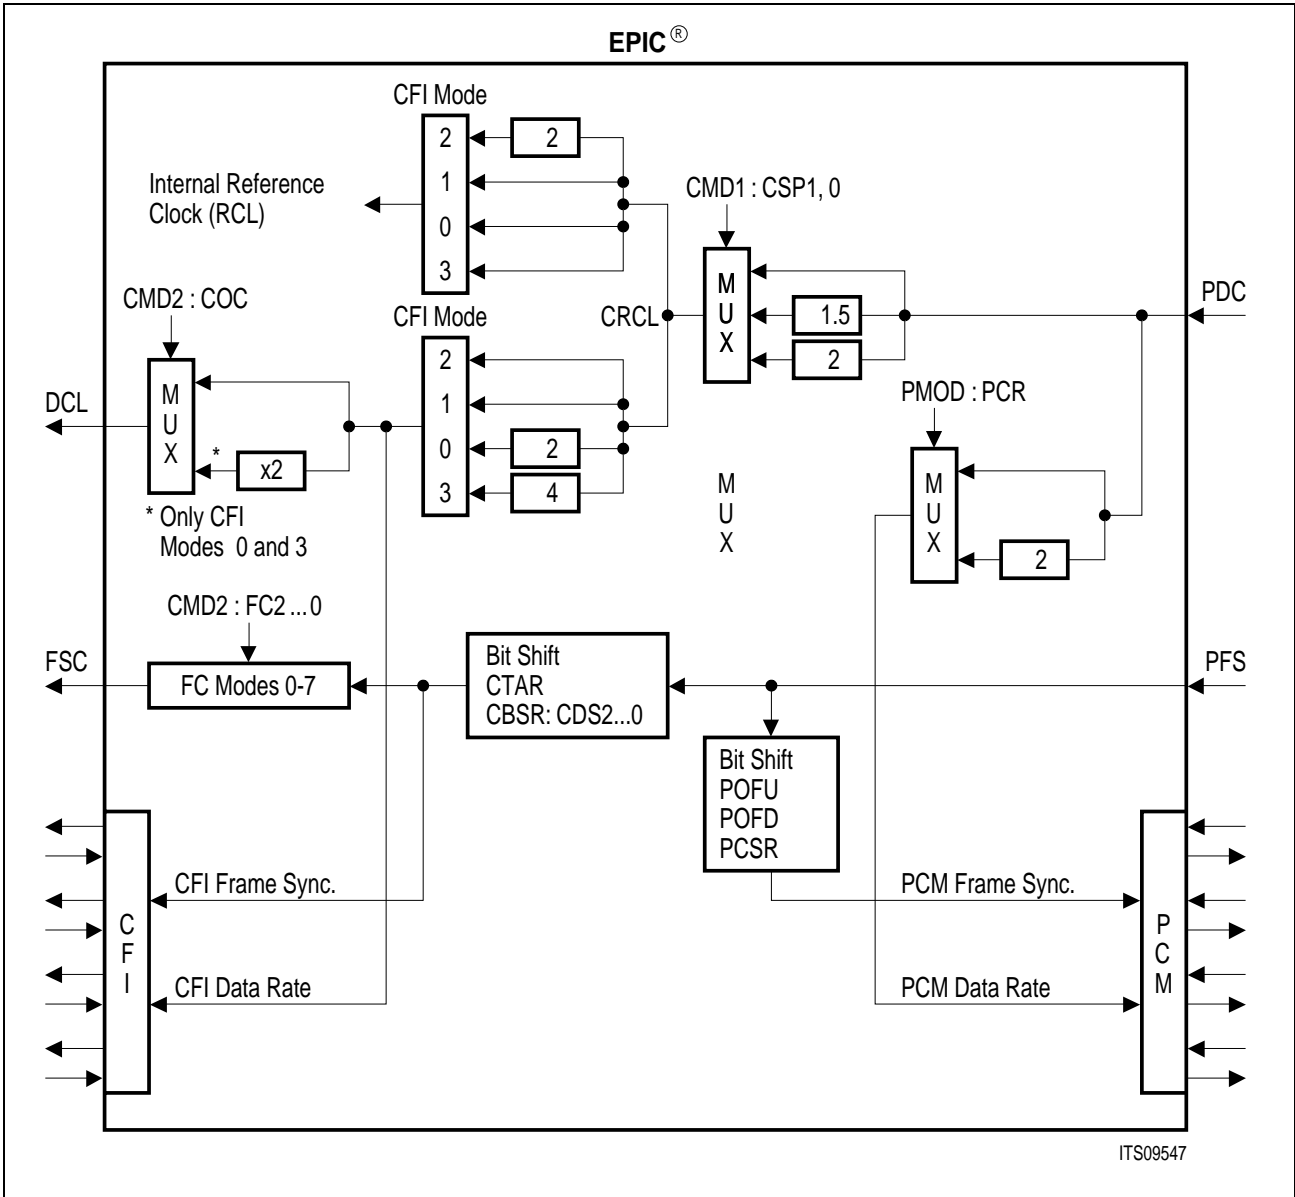 EPIC ®
CFI Mode
2
2
1
0
3
Internal Reference
Clock (RCL)
CMD1 : CSP1, 0
M
U
X
1.5
2
PDC
CMD2 : COC
CFI Mode
CRCL
2
1
0
2
3
4
DCL
M
U
X
*
x2
* Only CFI
Modes 0 and 3
PMOD : PCR
M
U
X
M
U
X
2
CMD2 : FC2 ... 0
FSC
FC Modes 0-7
Bit Shift
CTAR
CBSR: CDS2...0
PFS
Bit Shift
POFU
POFD
PCSR
CFI Frame Sync.
PCM Frame Sync.
C
F
I
P
C
M
CFI Data Rate
PCM Data Rate
ITS09547